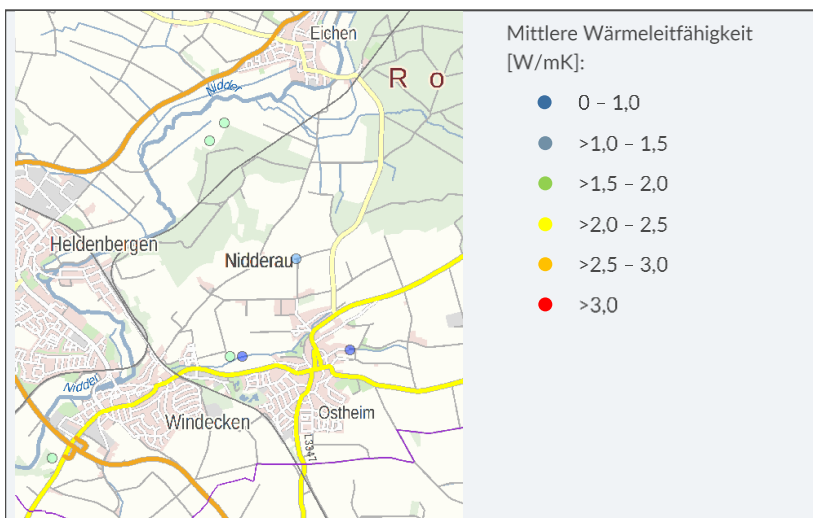 Eichen
Nidder
R o
Heldenbergen
Nidderau
Nidder
Windecken
Ostheim
L3347
Mittlere Wärmeleitfähigkeit
[W/mK]:
0 – 1,0
>1,0 – 1,5
>1,5 – 2,0
>2,0 – 2,5
>2,5 – 3,0
>3,0